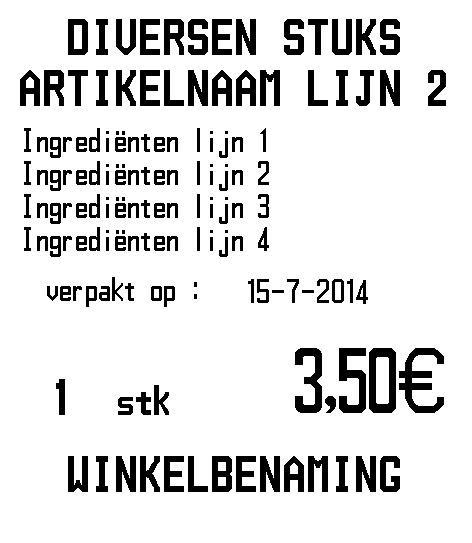 DIVERSEN STUKS
ARTIKELNAAM LIJN 2
Ingrediënten lijn 1
Ingrediënten lijn 2
Ingrediënten lijn 3
Ingrediënten lijn 4
verpakt op : 15-7-2014
1 stk 3,50€
WINKELBENAMING